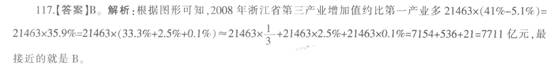 117.【答案】B。解析:根据图形可知,2008年浙江省第三产业增加值约比第一产业多21463×(41%-5.1%)=
21463×35.9%=21463×(33.3%+2.5%+0.1%)≈21463×1/3+21463×2.5%+21463×0.1%=7154+536+21=7711亿元,最
接近的就是B。